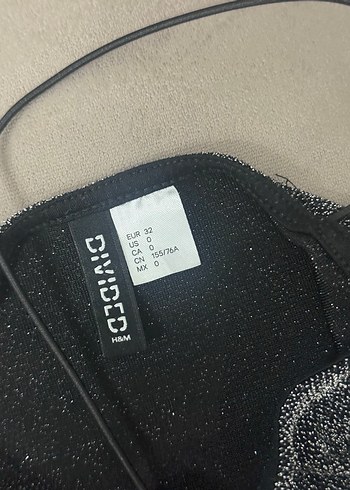 EUR 32
US 0
CA 0
CN 155/76A
MX 0
DIVIDED
H&M